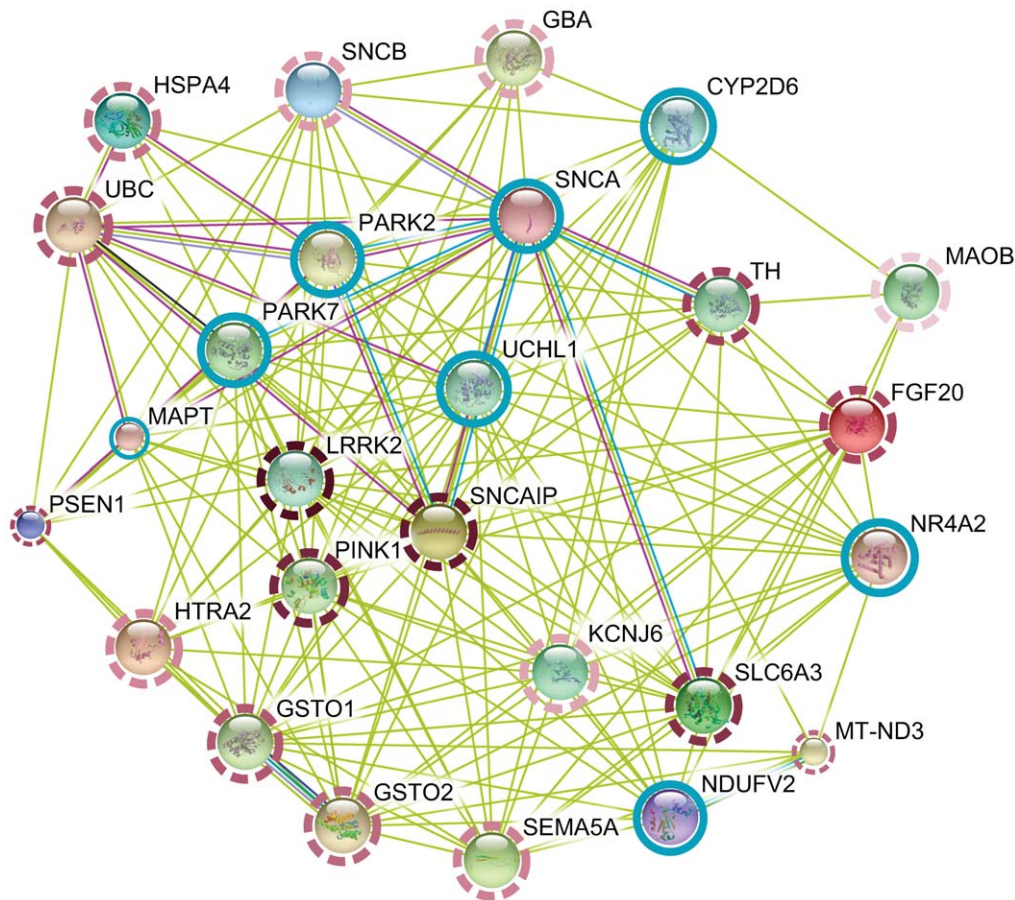 GBA
SNCB
CYP2D6
HSPA4
SNCA
UBC
PARK2
MAOB
TH
PARK7
UCHL1
FGF20
MAPT
LRRK2
SNCAIP
PSEN1
NR4A2
PINK1
HTRA2
KCNJ6
SLC6A3
GSTO1
MT-ND3
NDUFV2
GSTO2
SEMA5A